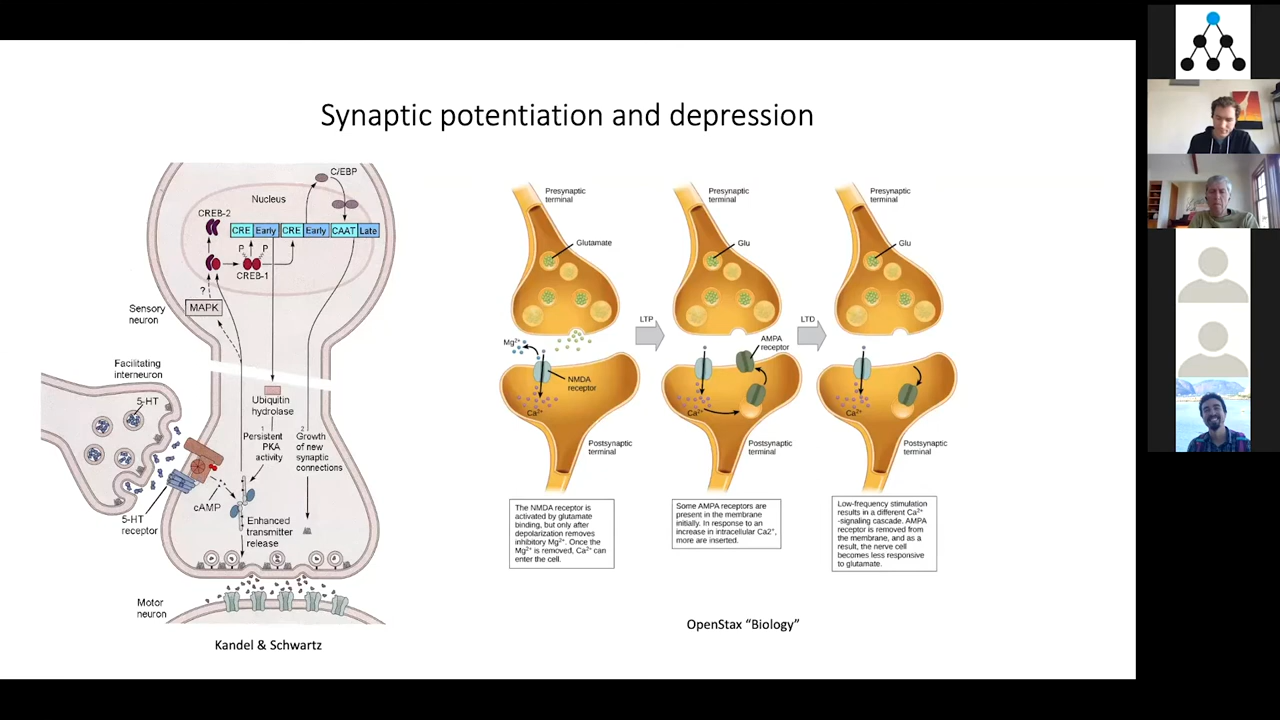 Synaptic potentiation and depression
C/EBP
Nucleus
CREB-2
CRE Early CRE Early CAAT Late
P P
CREB-1
?
MAPK
Sensory
neuron
Facilitating
interneuron
5-HT
Ubiquitin
hydrolase
1
Persistent
PKA
activity
2
Growth
of new
synaptic
connections
cAMP
5-HT
receptor
Enhanced
transmitter
release
Motor
neuron
Kandel & Schwartz
Presynaptic
terminal
Glutamate
Mg²⁺
NMDA
receptor
Ca²⁺
Postsynaptic
terminal
The NMDA receptor is
activated by glutamate
binding, but only after
depolarization removes
inhibitory Mg²⁺. Once the
Mg²⁺ is removed, Ca²⁺ can
enter the cell.
LTP
Presynaptic
terminal
Glu
AMPA
receptor
Ca²⁺
Postsynaptic
terminal
Some AMPA receptors are
present in the membrane
initially. In response to an
increase in intracellular Ca2⁺,
more are inserted.
LTD
Presynaptic
terminal
Glu
Ca²⁺
Postsynaptic
terminal
Low-frequency stimulation
results in a different Ca²⁺
-signaling cascade. AMPA
receptor is removed from
the membrane, and as a
result, the nerve cell
becomes less responsive
to glutamate.
OpenStax “Biology”